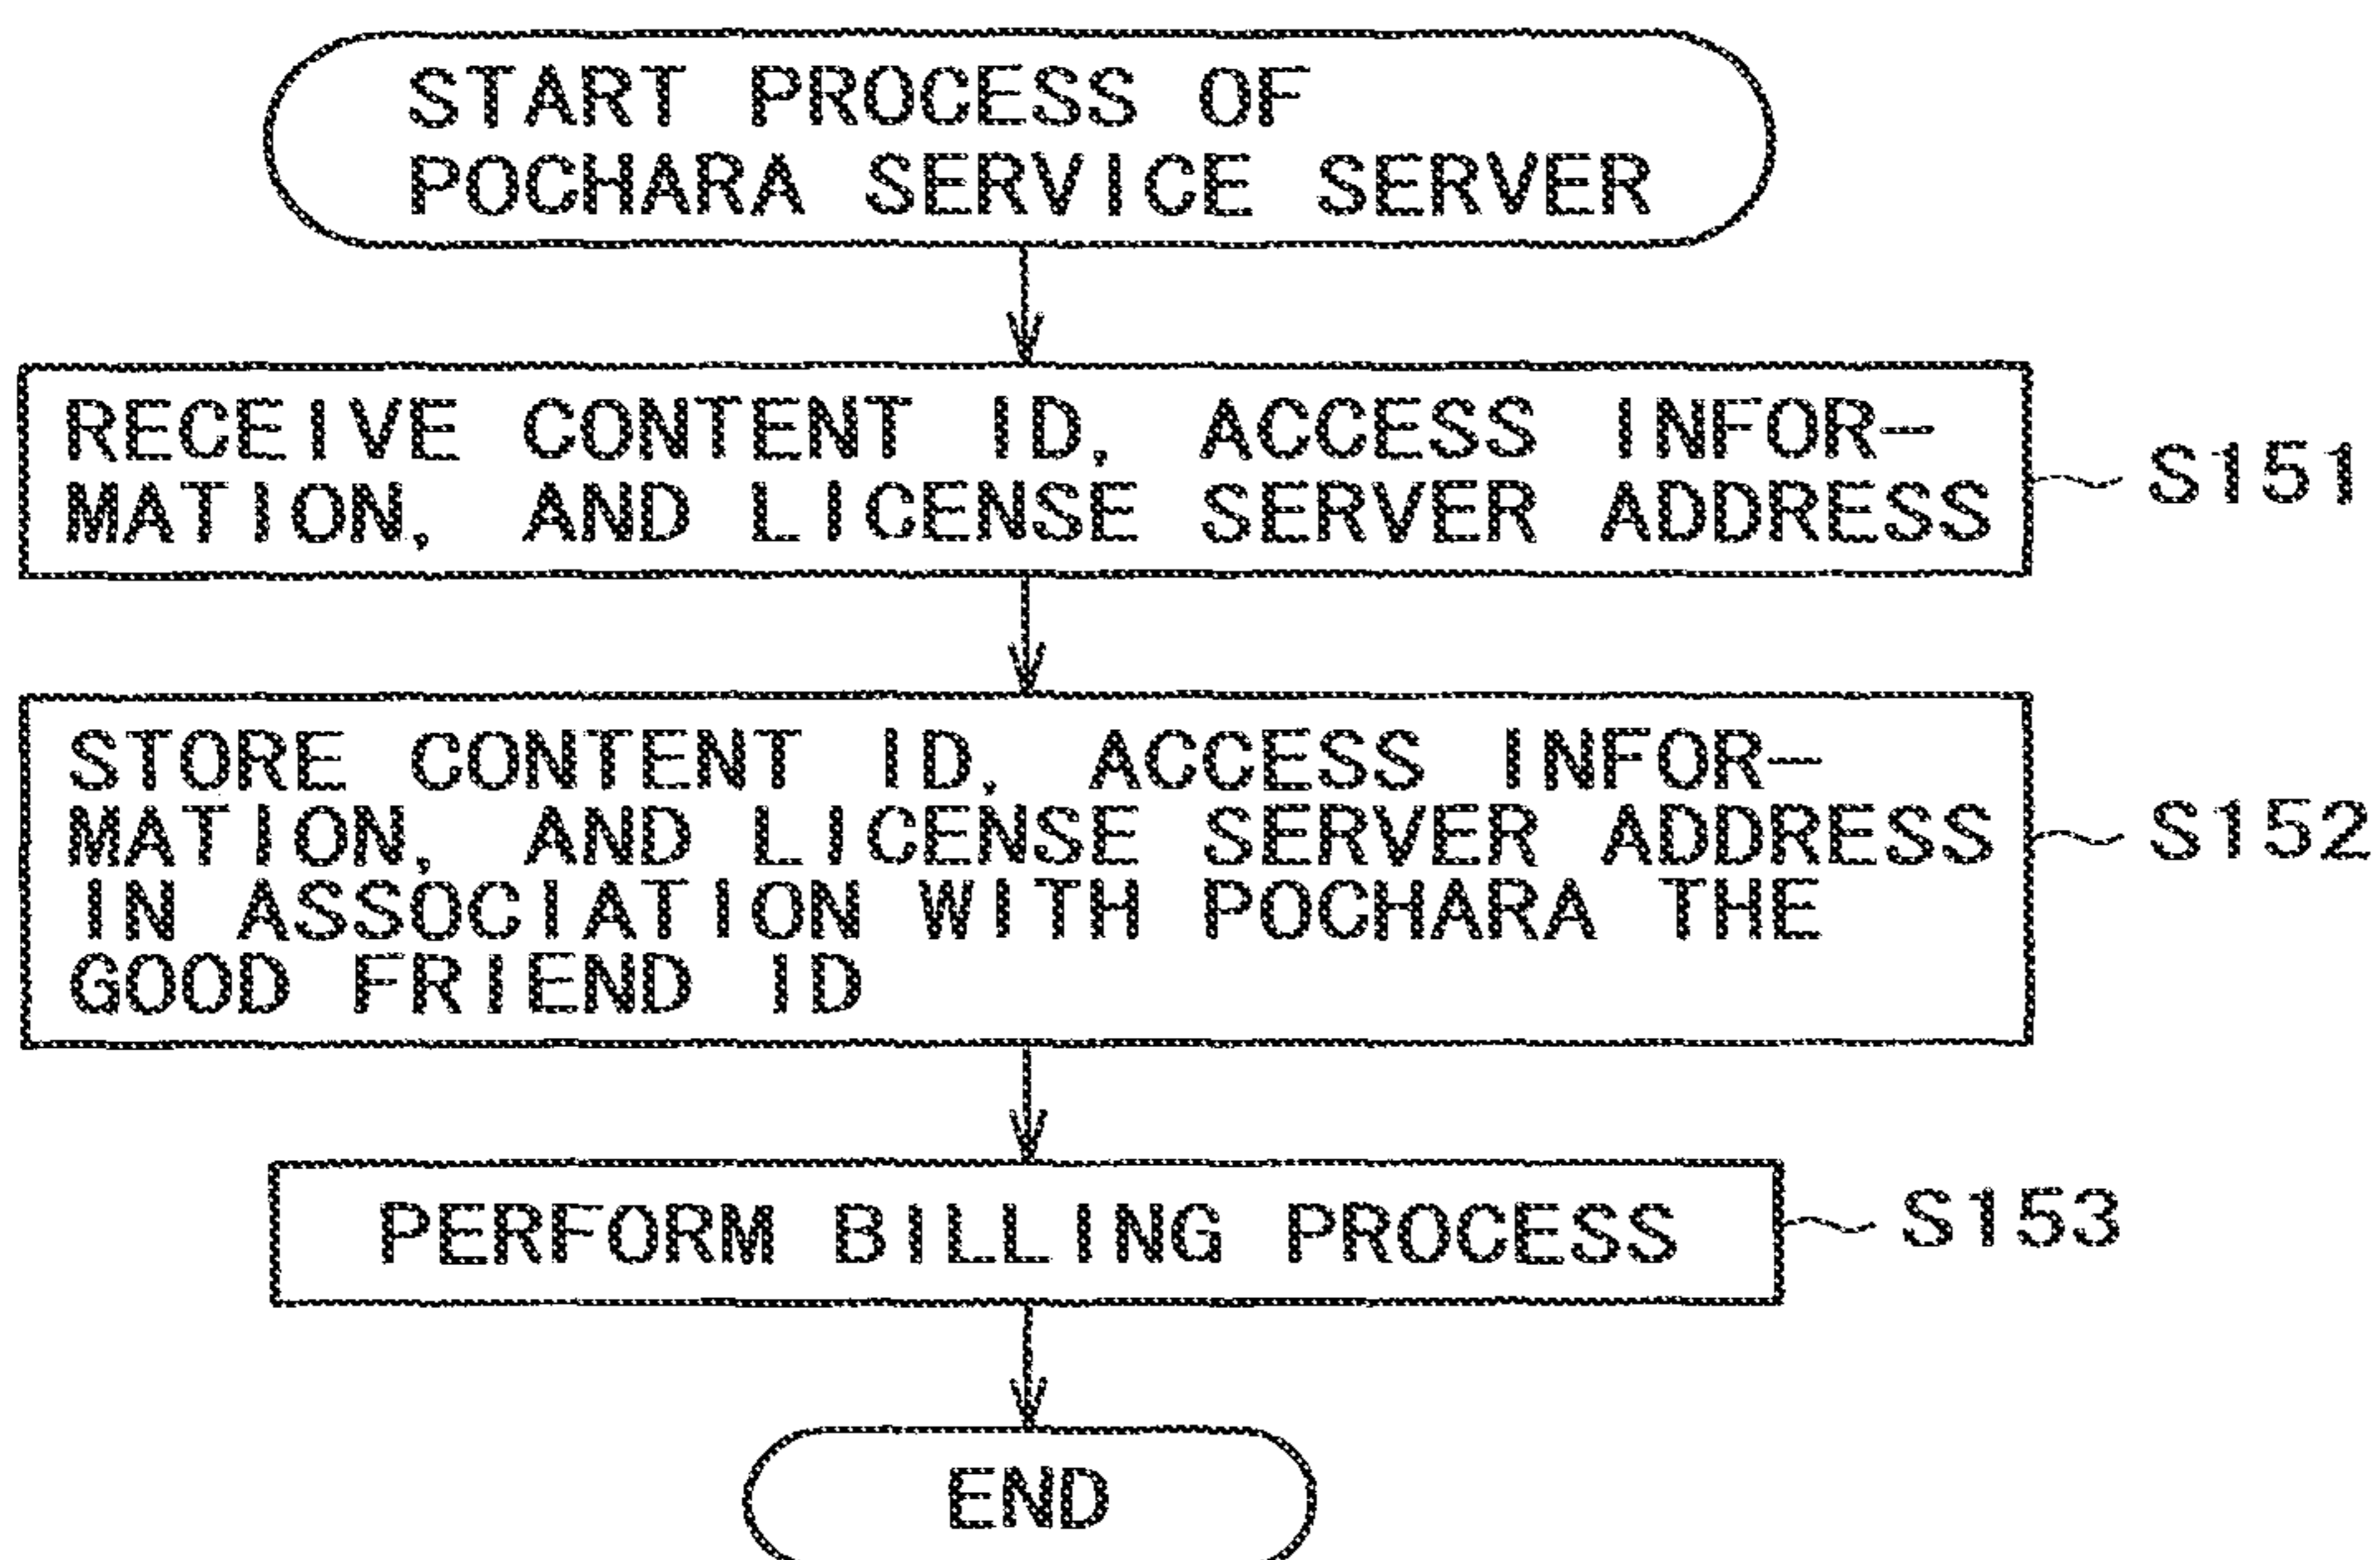 START PROCESS OF
POCHARA SERVICE SERVER
RECEIVE CONTENT ID, ACCESS INFOR-
MATION, AND LICENSE SERVER ADDRESS
S151
STORE CONTENT ID, ACCESS INFOR-
MATION, AND LICENSE SERVER ADDRESS
IN ASSOCIATION WITH POCHARA THE
GOOD FRIEND ID
S152
PERFORM BILLING PROCESS
S153
END